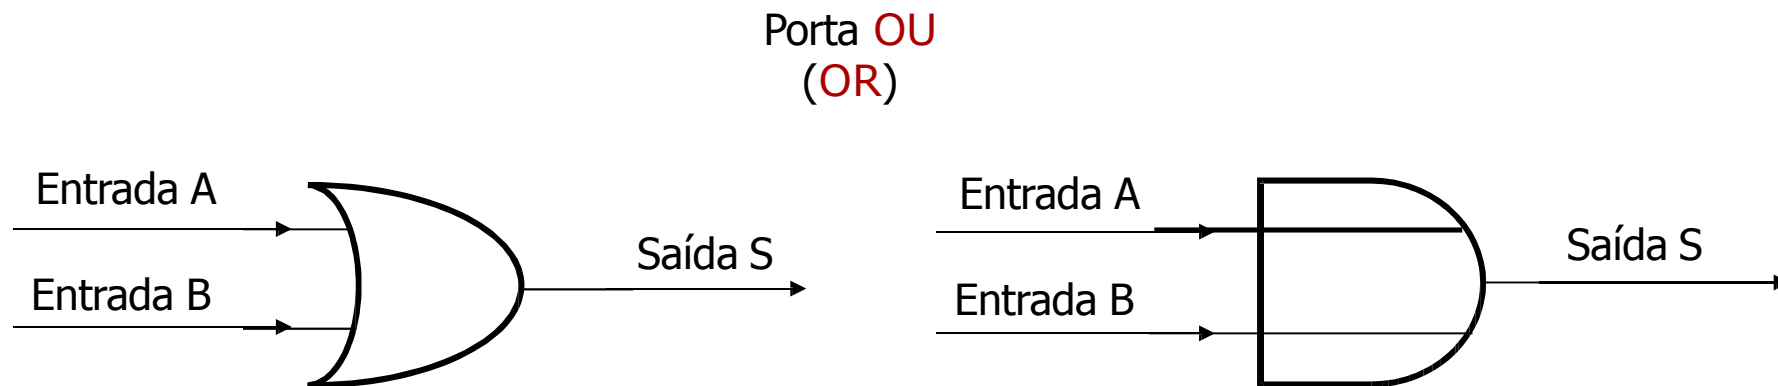 Porta OU
(OR)
Entrada A
Saída S
Entrada B
Entrada A
Saída S
Entrada B